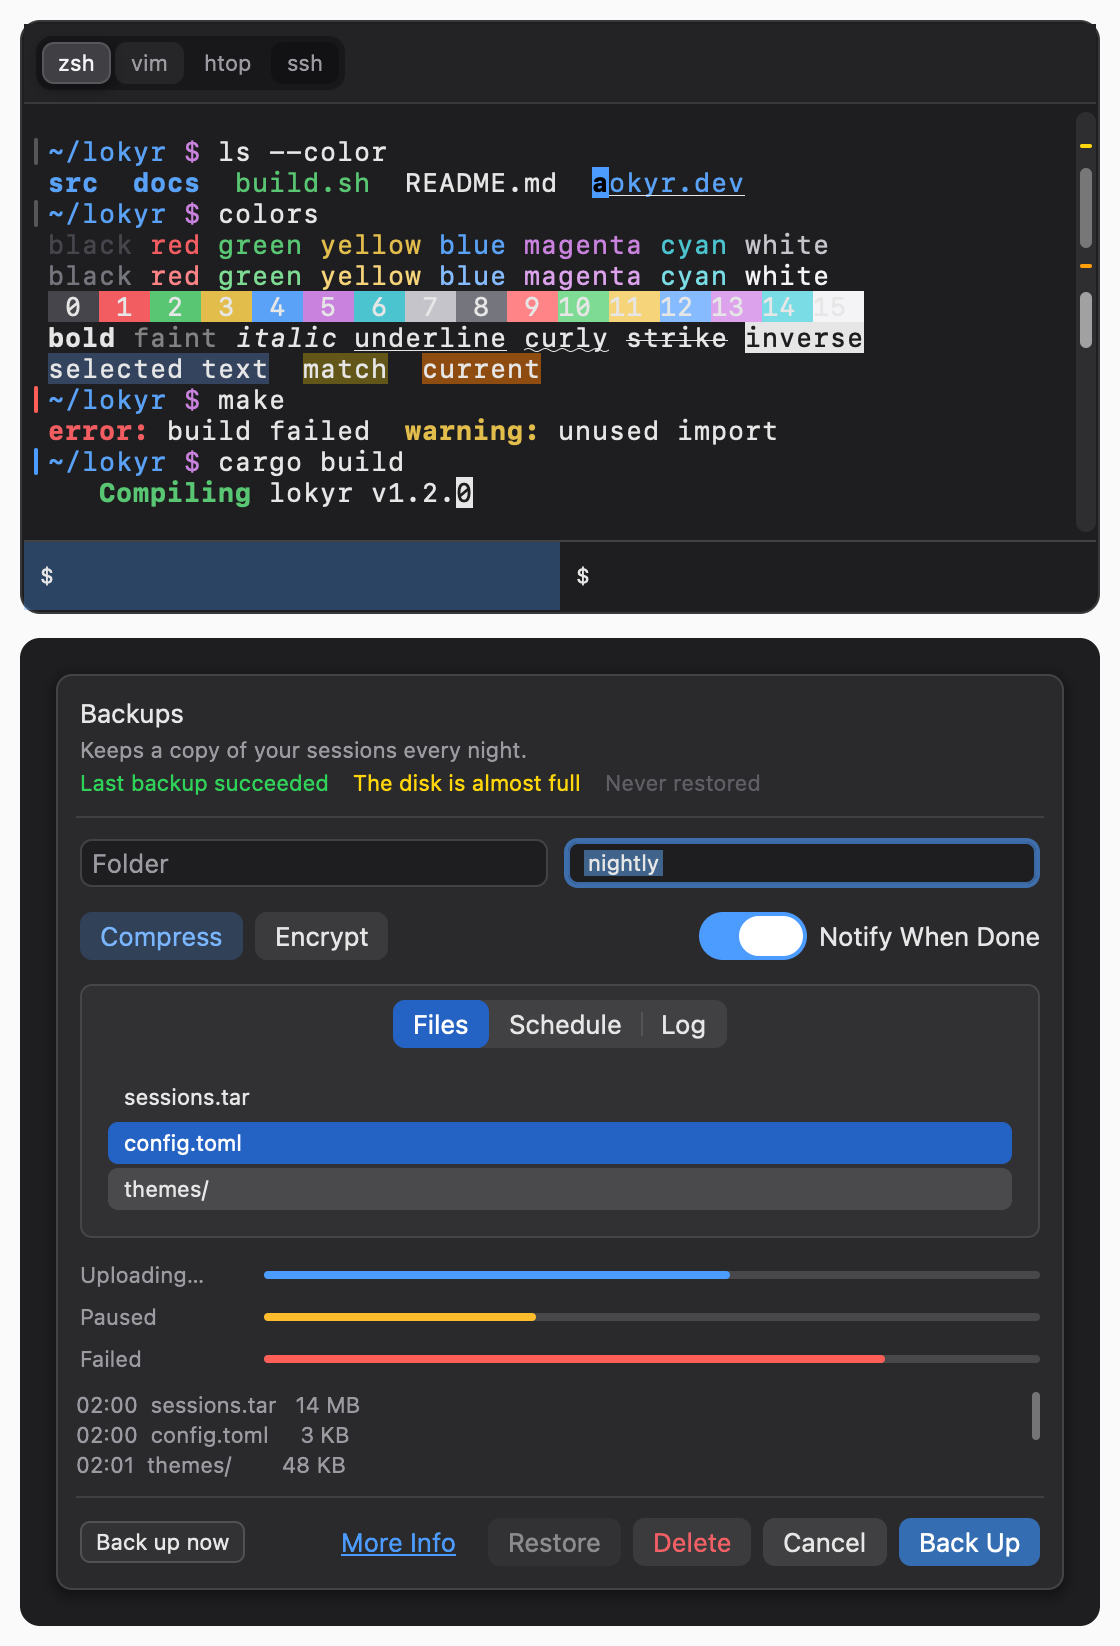 zsh vim htop ssh
~/lokyr $ ls --color
src docs build.sh README.md aokyr.dev
~/lokyr $ colors
black red green yellow blue magenta cyan white
black red green yellow blue magenta cyan white
0 1 2 3 4 5 6 7 8 9 10 11 12 13 14 15
bold faint italic underline curly strike inverse
selected text match current
~/lokyr $ make
error: build failed warning: unused import
~/lokyr $ cargo build
Compiling lokyr v1.2.0
$ $
Backups
Keeps a copy of your sessions every night.
Last backup succeeded The disk is almost full Never restored
Folder nightly
Compress Encrypt Notify When Done
Files Schedule Log
sessions.tar
config.toml
themes/
Uploading...
Paused
Failed
02:00 sessions.tar 14 MB
02:00 config.toml 3 KB
02:01 themes/ 48 KB
Back up now More Info Restore Delete Cancel Back Up